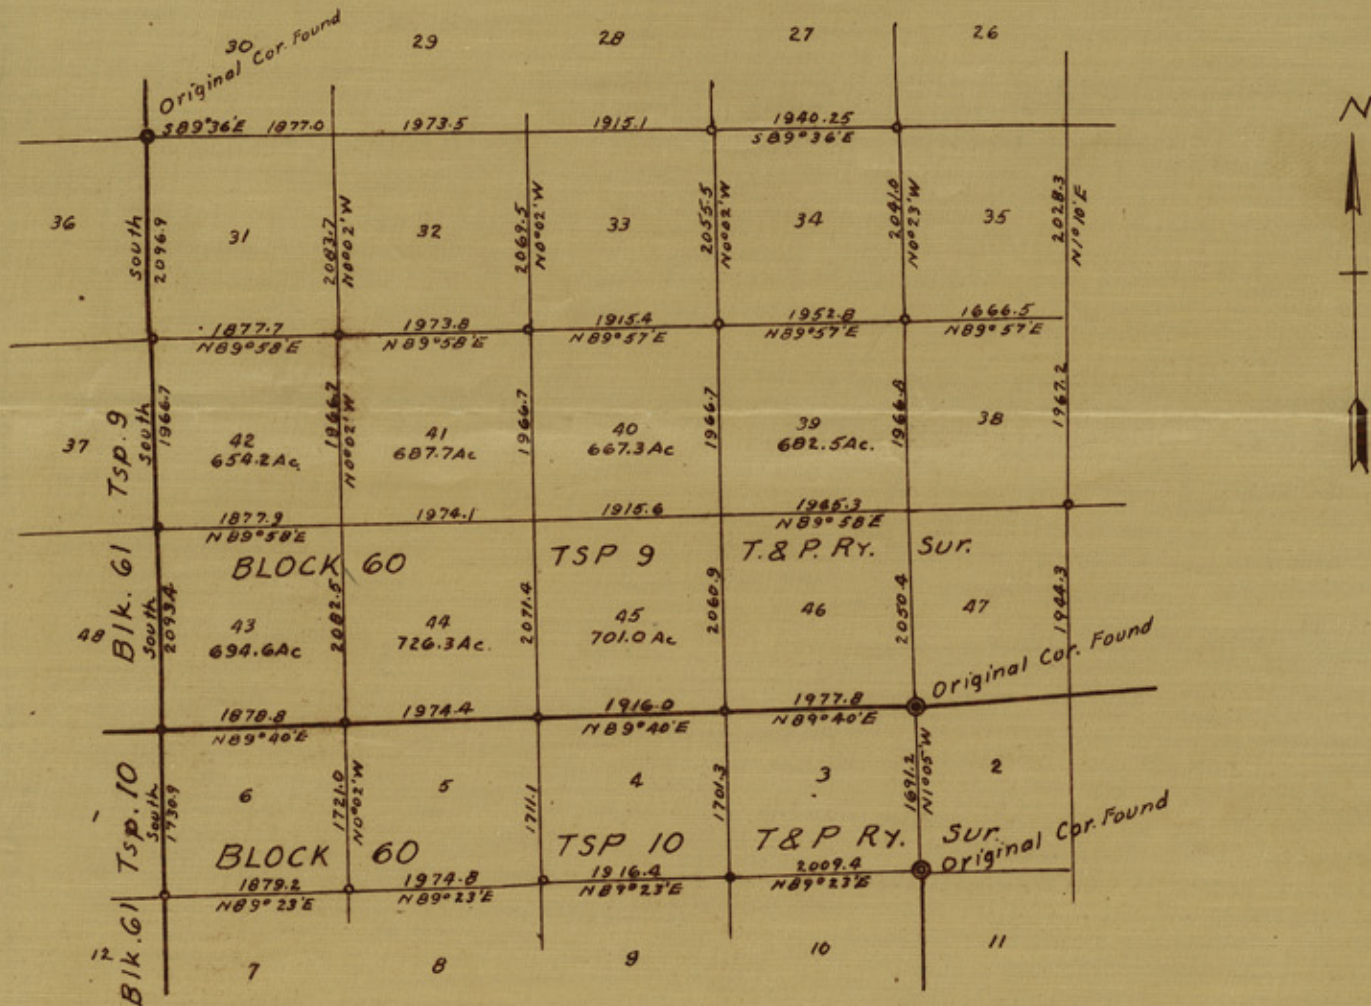 30 29 28 27 26
Original Cor. Found
S89°36'E 1877.0 1973.5 1915.1 1940.25
S89°36'E
N
36 31 32 33 34 35
South
2096.9
2083.7
N0°02'W
2069.5
N0°02'W
2055.5
N0°02'W
2041.0
N0°23'W
2028.3
N1°10'E
1877.7 1973.8 1915.4 1952.8 1666.5
N89°58'E N89°58'E N89°57'E N89°57'E N89°57'E
37 42 41 40 39 38
654.2Ac. 687.7Ac 667.3Ac 682.5Ac.
Tsp. 9
South
1966.7
1966.7
N0°02'W
1966.7
1966.7
1966.8
1967.2
1877.9 1974.1 1915.6 1965.3
N89°58'E N89°58'E
BLOCK 60 TSP 9 T. & P. RY. Sur.
Blk. 61
48 43 44 45 46 47
694.6Ac 726.3Ac. 701.0Ac
South
2093.4
2082.5
2071.4
2060.9
2050.4
1944.3
Original Cor. Found
1878.8 1974.4 1916.0 1977.8
N89°40'E N89°40'E N89°40'E
1 6 5 4 3 2
Tsp. 10
South
1730.9
1721.0
N0°02'W
1711.1
1701.3
1691.2
N1°05'W
BLOCK 60 TSP 10 T & P RY. Sur.
Original Cor. Found
1879.2 1974.8 1916.4 2009.4
N89°23'E N89°23'E N89°23'E N89°23'E
Blk. 61
12 7 8 9 10 11